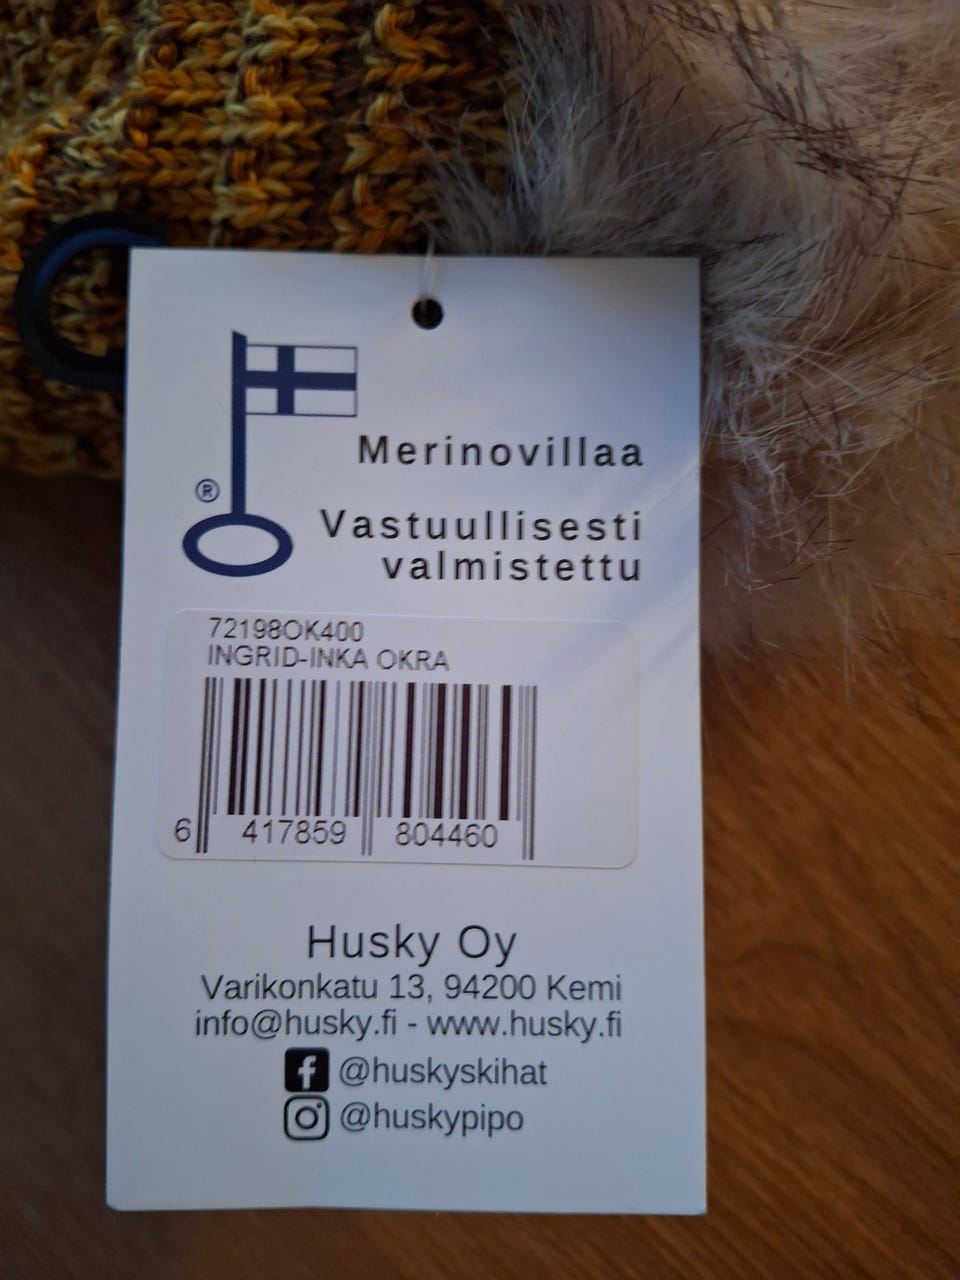 Merinovillaa
®
Vastuullisesti
valmistettu
72198OK400
INGRID-INKA OKRA
6 417859 804460
Husky Oy
Varikonkatu 13, 94200 Kemi
info@husky.fi - www.husky.fi
@huskyskihat
@huskypipo